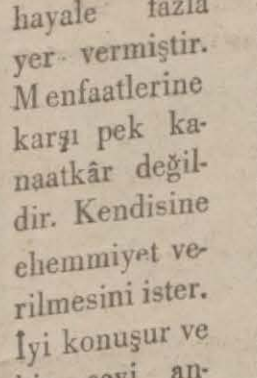 hayale fazla
yer vermiştir.
Menfaatlerine
karşı pek ka-
naatkâr değil-
dir. Kendisine
ehemmiyet ve-
rilmesini ister.
İyi konuşur ve
an-